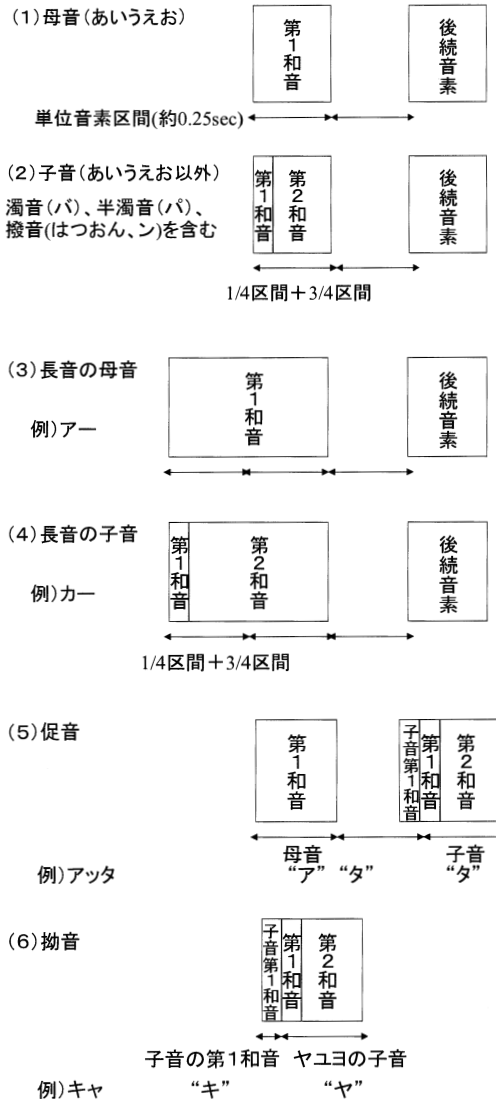 (1)母音(あいうえお)
第1和音
後続音素
単位音素区間(約0.25sec)
(2)子音(あいうえお以外)
濁音(バ)、半濁音(パ)、
撥音(はつおん、ン)を含む
第1和音
第2和音
後続音素
1/4区間+3/4区間
(3)長音の母音
例)アー
第1和音
後続音素
(4)長音の子音
例)カー
第1和音
第2和音
後続音素
1/4区間+3/4区間
(5)促音
第1和音
子音第1和音
第1和音
第2和音
母音
子音
例)アッタ
“ア”
“タ”
“タ”
(6)拗音
子音第1和音
第1和音
第2和音
子音の第1和音 ヤユヨの子音
例)キャ
“キ”
“ヤ”